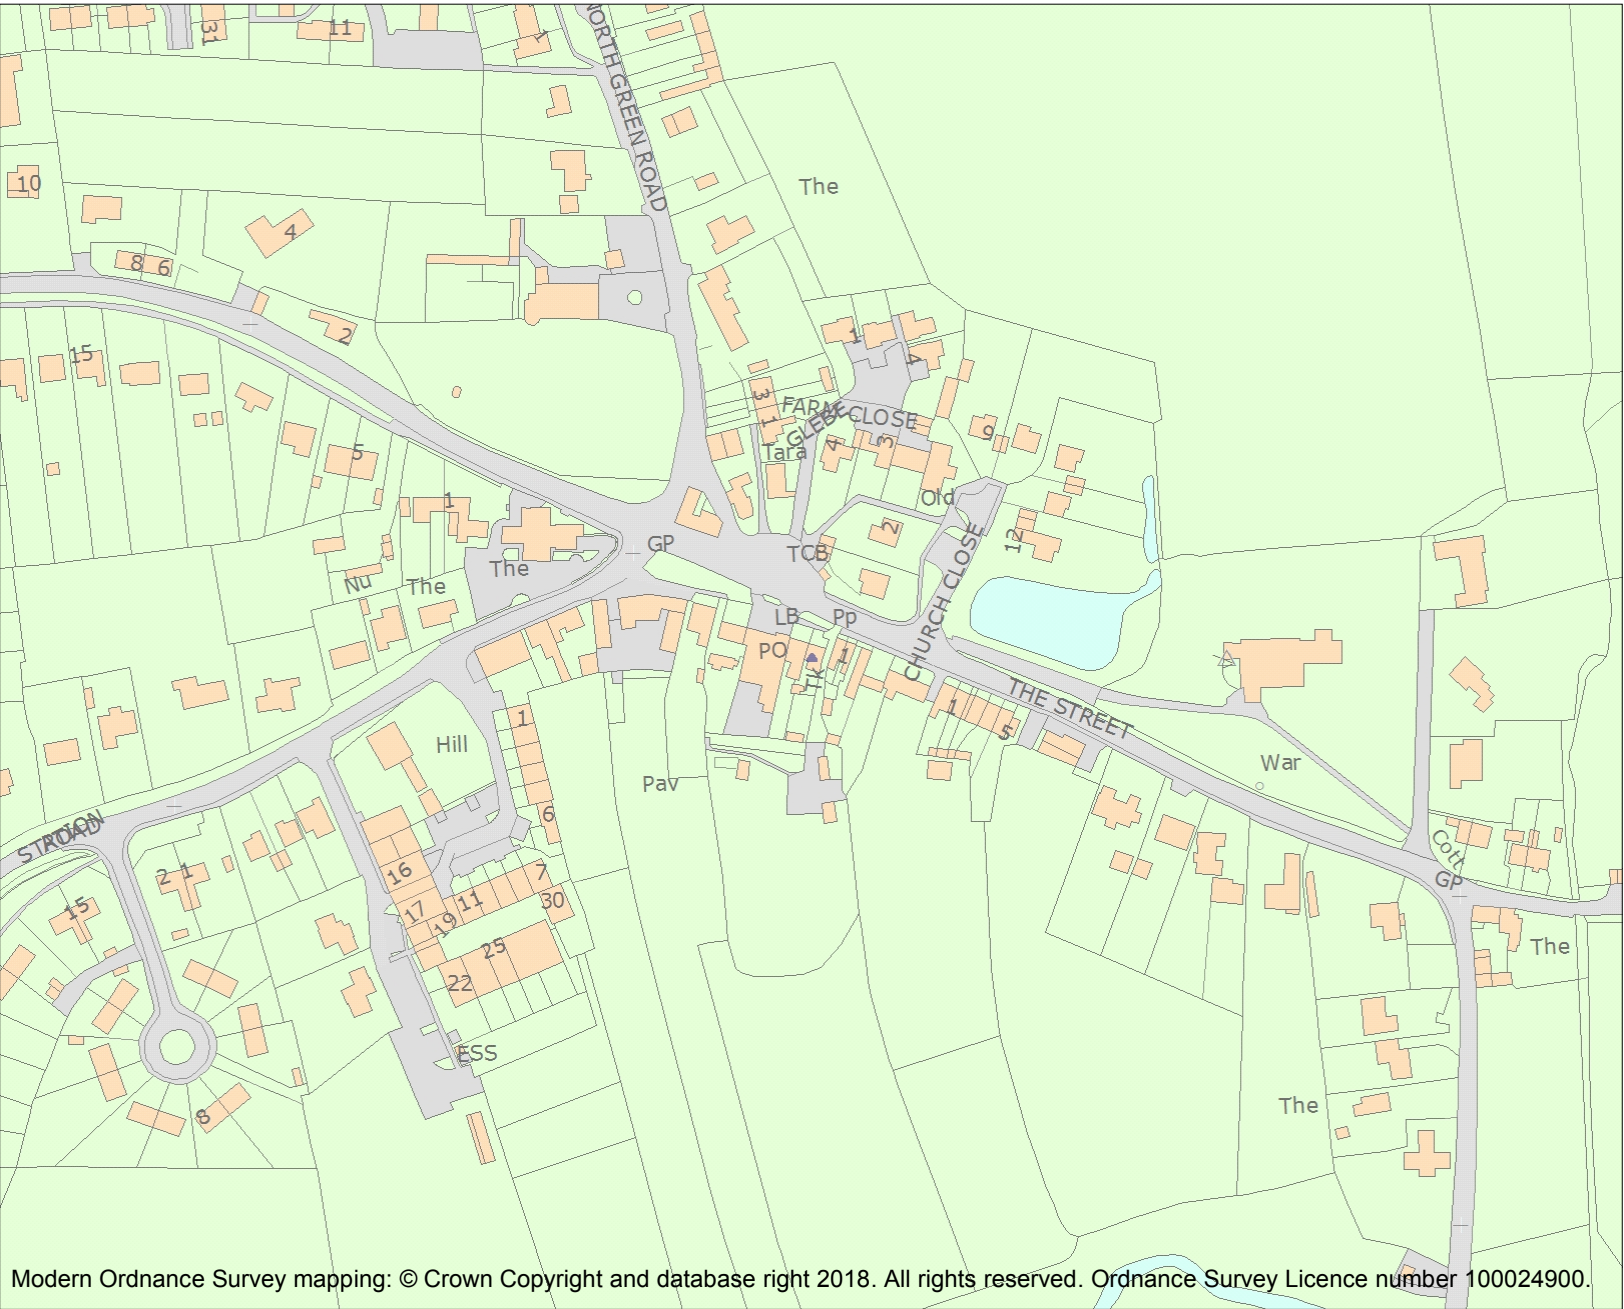 31
11
1
NORTH GREEN ROAD
10
The
4
8 6
2
1
15
4
3
1
FARM CLOSE
GLEBE
9
5
Tara
4
3
1
Old
2
12
GP
TCB
The
Nu
The
CHURCH CLOSE
LB
Pp
PO
1
Tk
THE STREET
1
5
1
Hill
War
Pav
6
STATION
ROAD
Cott
16
2 1
7
GP
11
30
15
17
19
25
The
22
ESS
The
8
Modern Ordnance Survey mapping: © Crown Copyright and database right 2018. All rights reserved. Ordnance Survey Licence number 100024900.